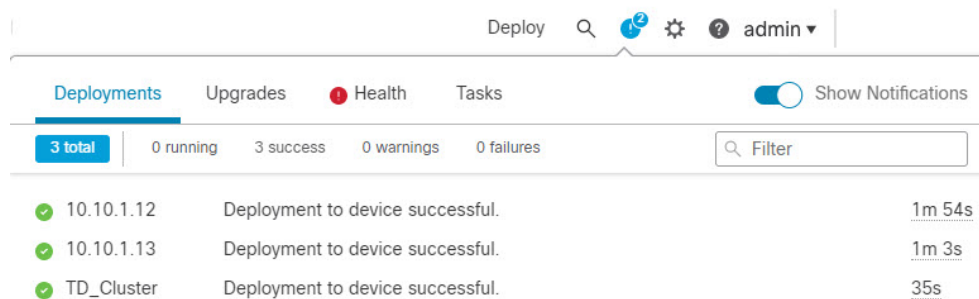 Deploy 2 ? admin
Deployments Upgrades ! Health Tasks Show Notifications
3 total 0 running 3 success 0 warnings 0 failures Filter
10.10.1.12 Deployment to device successful. 1m 54s
10.10.1.13 Deployment to device successful. 1m 3s
TD_Cluster Deployment to device successful. 35s